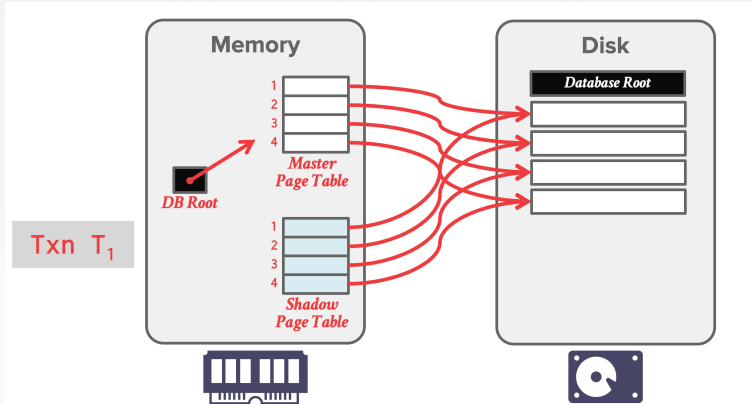 Memory
Disk
Database Root
1
2
3
4
Master
Page Table
DB Root
Txn T₁
1
2
3
4
Shadow
Page Table